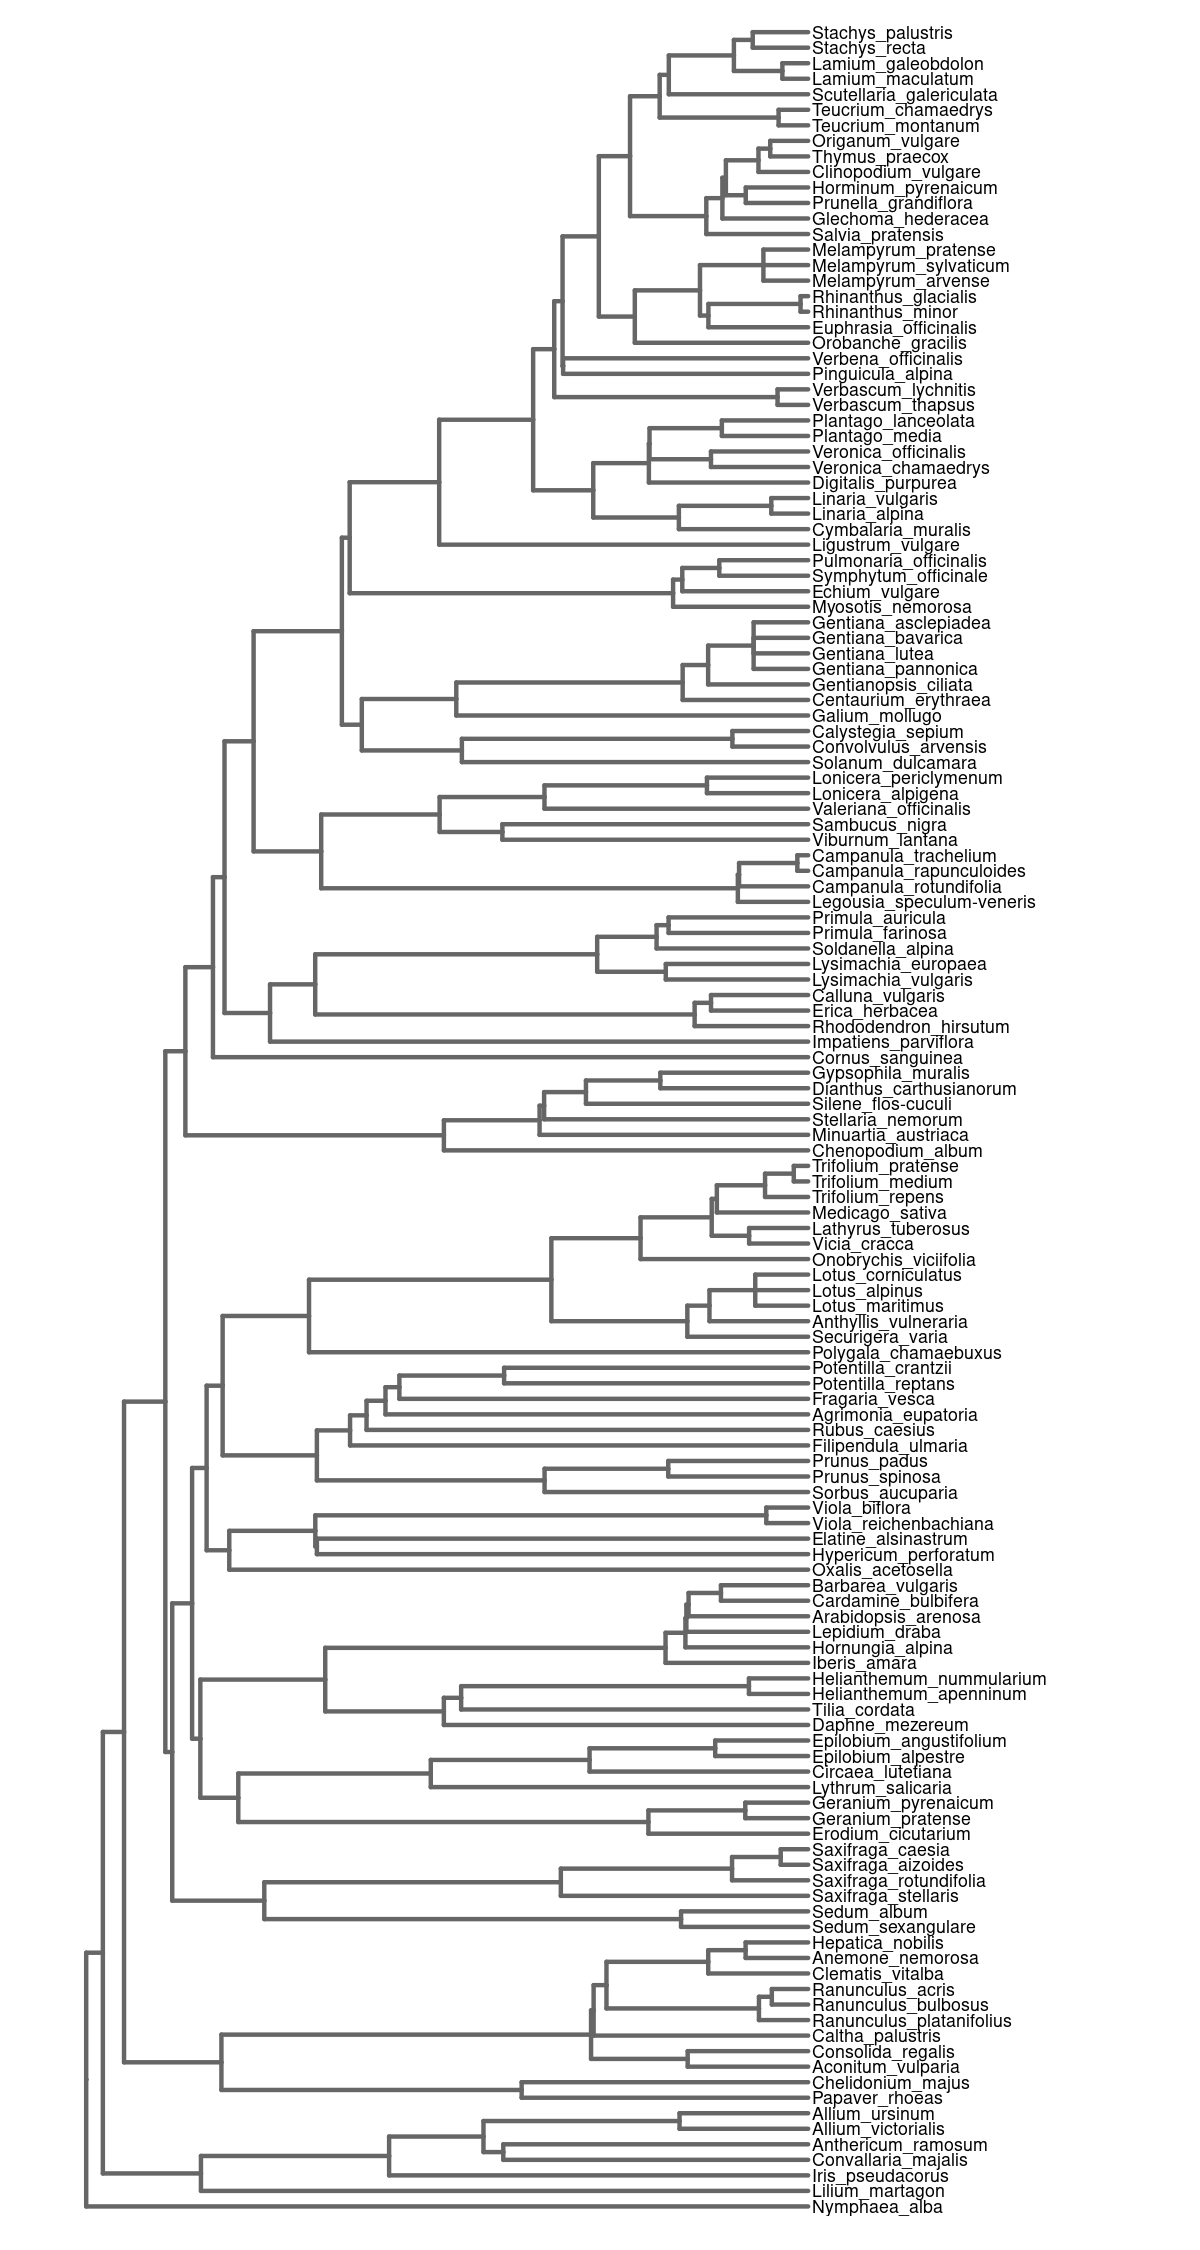 Stachys_palustris
Stachys_recta
Lamium_galeobdolon
Lamium_maculatum
Scutellaria_galericulata
Teucrium_chamaedrys
Teucrium_montanum
Origanum_vulgare
Thymus_praecox
Clinopodium_vulgare
Horminum_pyrenaicum
Prunella_grandiflora
Glechoma_hederacea
Salvia_pratensis
Melampyrum_pratense
Melampyrum_sylvaticum
Melampyrum_arvense
Rhinanthus_glacialis
Rhinanthus_minor
Euphrasia_officinalis
Orobanche_gracilis
Verbena_officinalis
Pinguicula_alpina
Verbascum_lychnitis
Verbascum_thapsus
Plantago_lanceolata
Plantago_media
Veronica_officinalis
Veronica_chamaedrys
Digitalis_purpurea
Linaria_vulgaris
Linaria_alpina
Cymbalaria_muralis
Ligustrum_vulgare
Pulmonaria_officinalis
Symphytum_officinale
Echium_vulgare
Myosotis_nemorosa
Gentiana_asclepiadea
Gentiana_bavarica
Gentiana_lutea
Gentiana_pannonica
Gentianopsis_ciliata
Centaurium_erythraea
Galium_mollugo
Calystegia_sepium
Convolvulus_arvensis
Solanum_dulcamara
Lonicera_periclymenum
Lonicera_alpigena
Valeriana_officinalis
Sambucus_nigra
Viburnum_lantana
Campanula_trachelium
Campanula_rapunculoides
Campanula_rotundifolia
Legousia_speculum-veneris
Primula_auricula
Primula_farinosa
Soldanella_alpina
Lysimachia_europaea
Lysimachia_vulgaris
Calluna_vulgaris
Erica_herbacea
Rhododendron_hirsutum
Impatiens_parviflora
Cornus_sanguinea
Gypsophila_muralis
Dianthus_carthusianorum
Silene_flos-cuculi
Stellaria_nemorum
Minuartia_austriaca
Chenopodium_album
Trifolium_pratense
Trifolium_medium
Trifolium_repens
Medicago_sativa
Lathyrus_tuberosus
Vicia_cracca
Onobrychis_viciifolia
Lotus_corniculatus
Lotus_alpinus
Lotus_maritimus
Anthyllis_vulneraria
Securigera_varia
Polygala_chamaebuxus
Potentilla_crantzii
Potentilla_reptans
Fragaria_vesca
Agrimonia_eupatoria
Rubus_caesius
Filipendula_ulmaria
Prunus_padus
Prunus_spinosa
Sorbus_aucuparia
Viola_biflora
Viola_reichenbachiana
Elatine_alsinastrum
Hypericum_perforatum
Oxalis_acetosella
Barbarea_vulgaris
Cardamine_bulbifera
Arabidopsis_arenosa
Lepidium_draba
Hornungia_alpina
Iberis_amara
Helianthemum_nummularium
Helianthemum_apenninum
Tilia_cordata
Daphne_mezereum
Epilobium_angustifolium
Epilobium_alpestre
Circaea_lutetiana
Lythrum_salicaria
Geranium_pyrenaicum
Geranium_pratense
Erodium_cicutarium
Saxifraga_caesia
Saxifraga_aizoides
Saxifraga_rotundifolia
Saxifraga_stellaris
Sedum_album
Sedum_sexangulare
Hepatica_nobilis
Anemone_nemorosa
Clematis_vitalba
Ranunculus_acris
Ranunculus_bulbosus
Ranunculus_platanifolius
Caltha_palustris
Consolida_regalis
Aconitum_vulparia
Chelidonium_majus
Papaver_rhoeas
Allium_ursinum
Allium_victorialis
Anthericum_ramosum
Convallaria_majalis
Iris_pseudacorus
Lilium_martagon
Nymphaea_alba